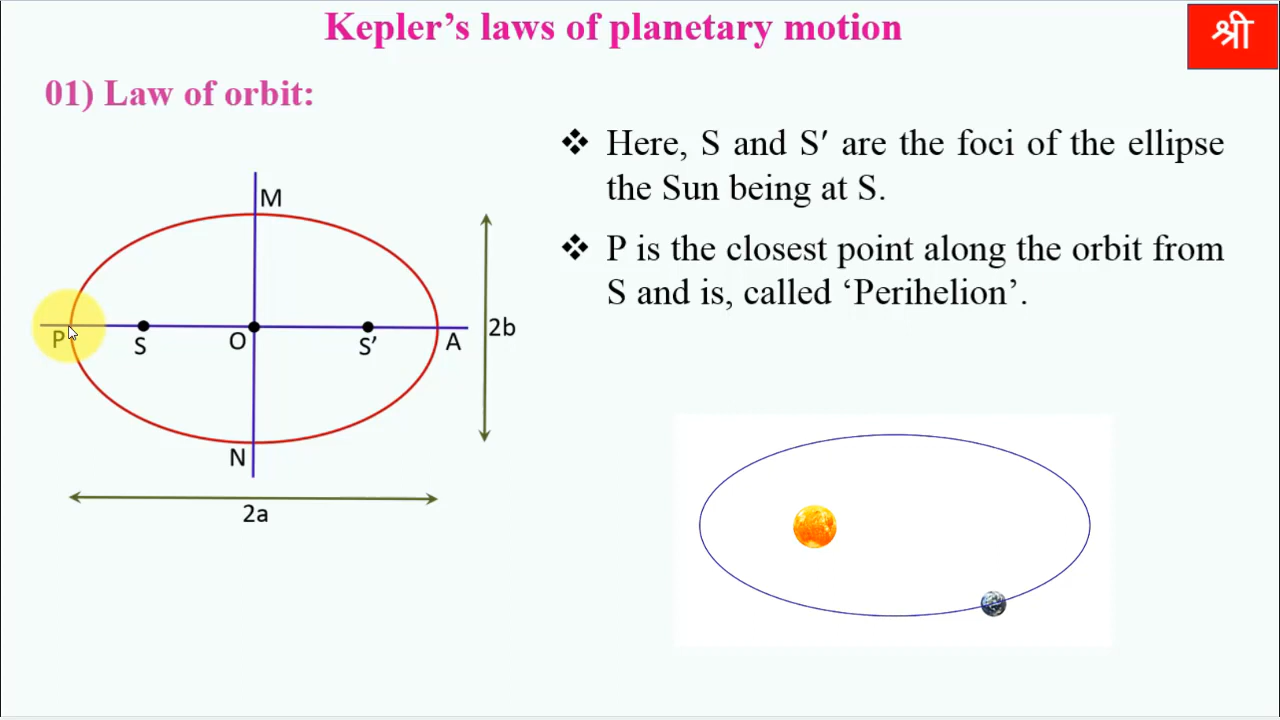 Kepler’s laws of planetary motion
श्री
01) Law of orbit:
❖ Here, S and S′ are the foci of the ellipse
the Sun being at S.
❖ P is the closest point along the orbit from
S and is, called ‘Perihelion’.
M
P
S
O
S’
A
2b
N
2a